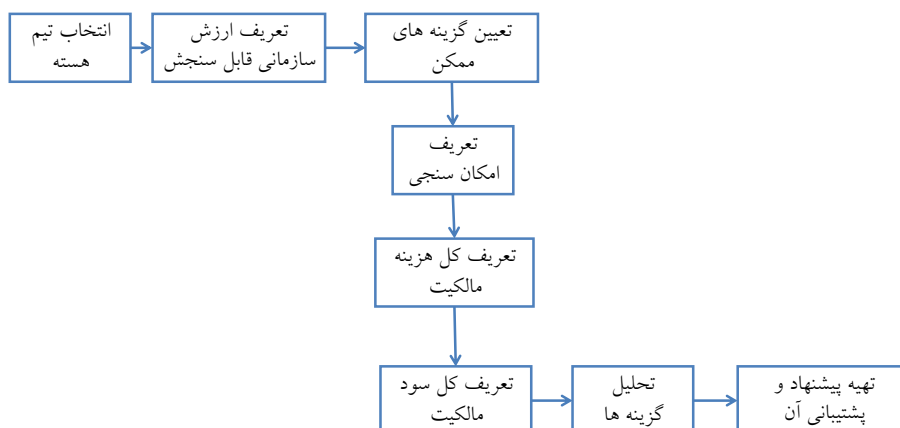 انتخاب تیم
هسته
تعریف ارزش
سازمانی قابل سنجش
تعیین گزینه های
ممکن
تعریف
امکان سنجی
تعریف کل هزینه
مالکیت
تعریف کل سود
مالکیت
تحلیل
گزینه ها
تهیه پیشنهاد و
پشتیبانی آن